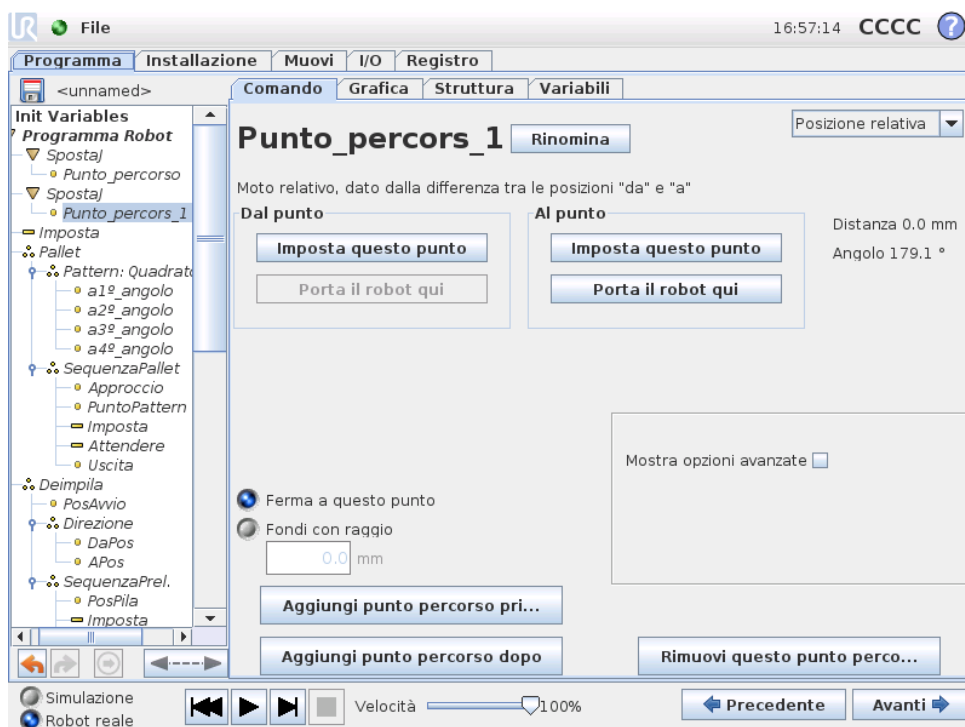 UR File 16:57:14 CCCC ?
Programma Installazione Muovi I/O Registro
<unnamed> Comando Grafica Struttura Variabili
Init Variables
Programma Robot
SpostaJ
Punto_percorso
SpostaJ
Punto_percors_1
Imposta
Pallet
Pattern: Quadrato
a1º_angolo
a2º_angolo
a3º_angolo
a4º_angolo
SequenzaPallet
Approccio
PuntoPattern
Imposta
Attendere
Uscita
Deimpila
PosAvvio
Direzione
DaPos
APos
SequenzaPrel.
PosPila
Imposta
Punto_percors_1 Rinomina Posizione relativa
Moto relativo, dato dalla differenza tra le posizioni "da" e "a"
Dal punto Al punto
Imposta questo punto Imposta questo punto
Porta il robot qui Porta il robot qui
Distanza 0.0 mm
Angolo 179.1 °
Mostra opzioni avanzate
Ferma a questo punto
Fondi con raggio
0.0 mm
Aggiungi punto percorso pri...
Aggiungi punto percorso dopo Rimuovi questo punto perco...
Simulazione
Robot reale
Velocità 100% Precedente Avanti